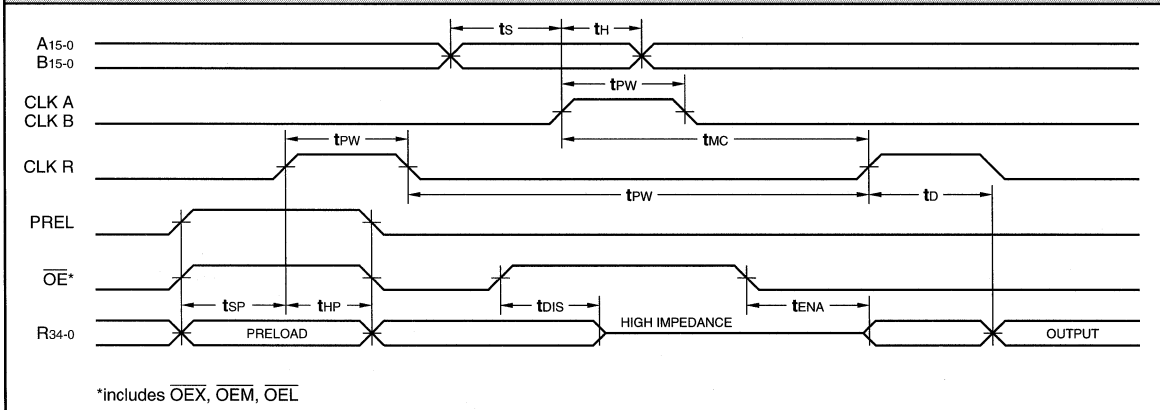 tS tH
A15-0
B15-0
tPW
CLK A
CLK B
tPW tMC
CLK R
tPW tD
PREL
OE*
tSP tHP tDIS tENA
R34-0 PRELOAD HIGH IMPEDANCE OUTPUT
*includes OEX, OEM, OEL